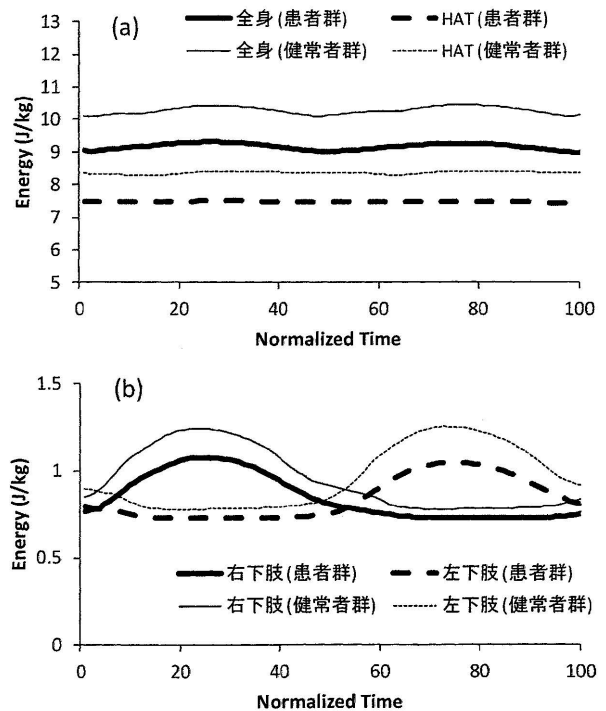 (a)
全身(患者群) HAT(患者群)
全身(健常者群) HAT(健常者群)
Energy (J/kg)
13
12
11
10
9
8
7
6
5
0 20 40 60 80 100
Normalized Time
(b)
Energy (J/kg)
1.5
1
0.5
0
右下肢(患者群) 左下肢(患者群)
右下肢(健常者群) 左下肢(健常者群)
0 20 40 60 80 100
Normalized Time